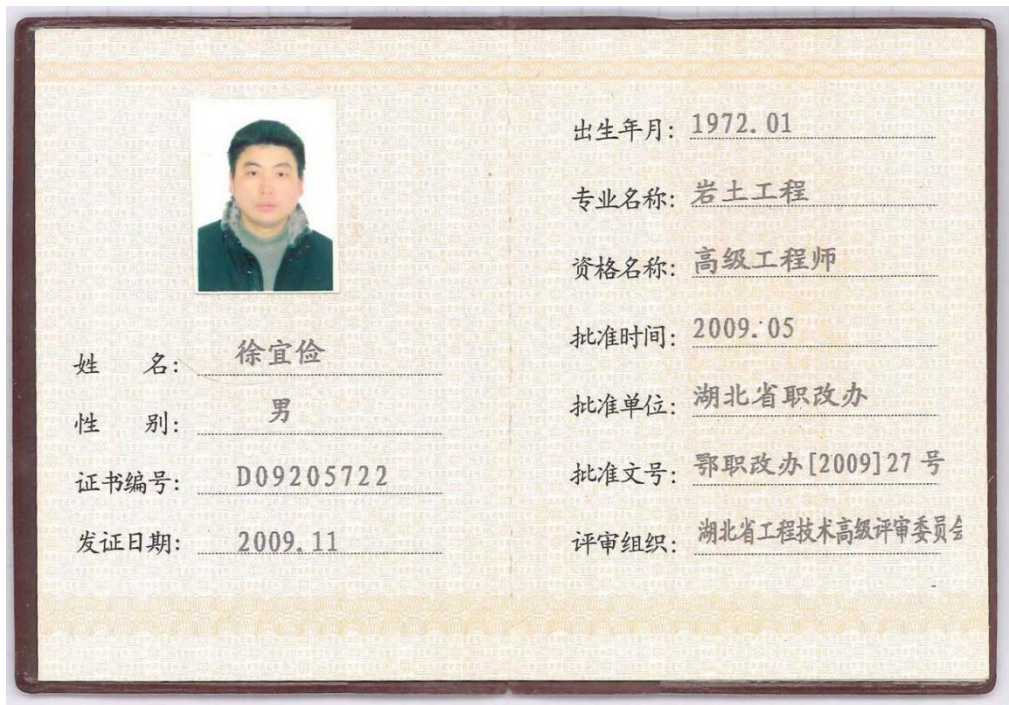 姓 名: 徐宜俭
性 别: 男
证书编号: D09205722
发证日期: 2009.11
出生年月: 1972.01
专业名称: 岩土工程
资格名称: 高级工程师
批准时间: 2009.05
批准单位: 湖北省职改办
批准文号: 鄂职改办[2009]27号
评审组织: 湖北省工程技术高级评审委员会